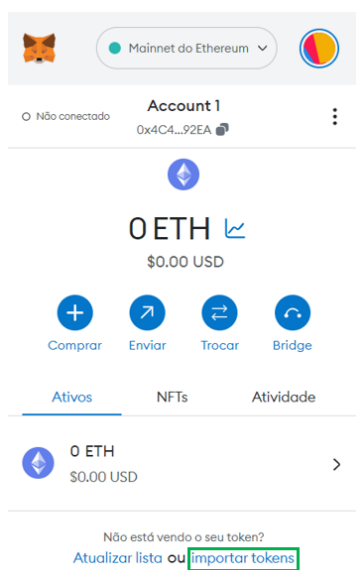 Mainnet do Ethereum
Não conectado
Account 1
0x4C4...92EA
0 ETH
$0.00 USD
Comprar Enviar Trocar Bridge
Ativos NFTs Atividade
0 ETH
$0.00 USD
Não está vendo o seu token?
Atualizar lista ou importar tokens